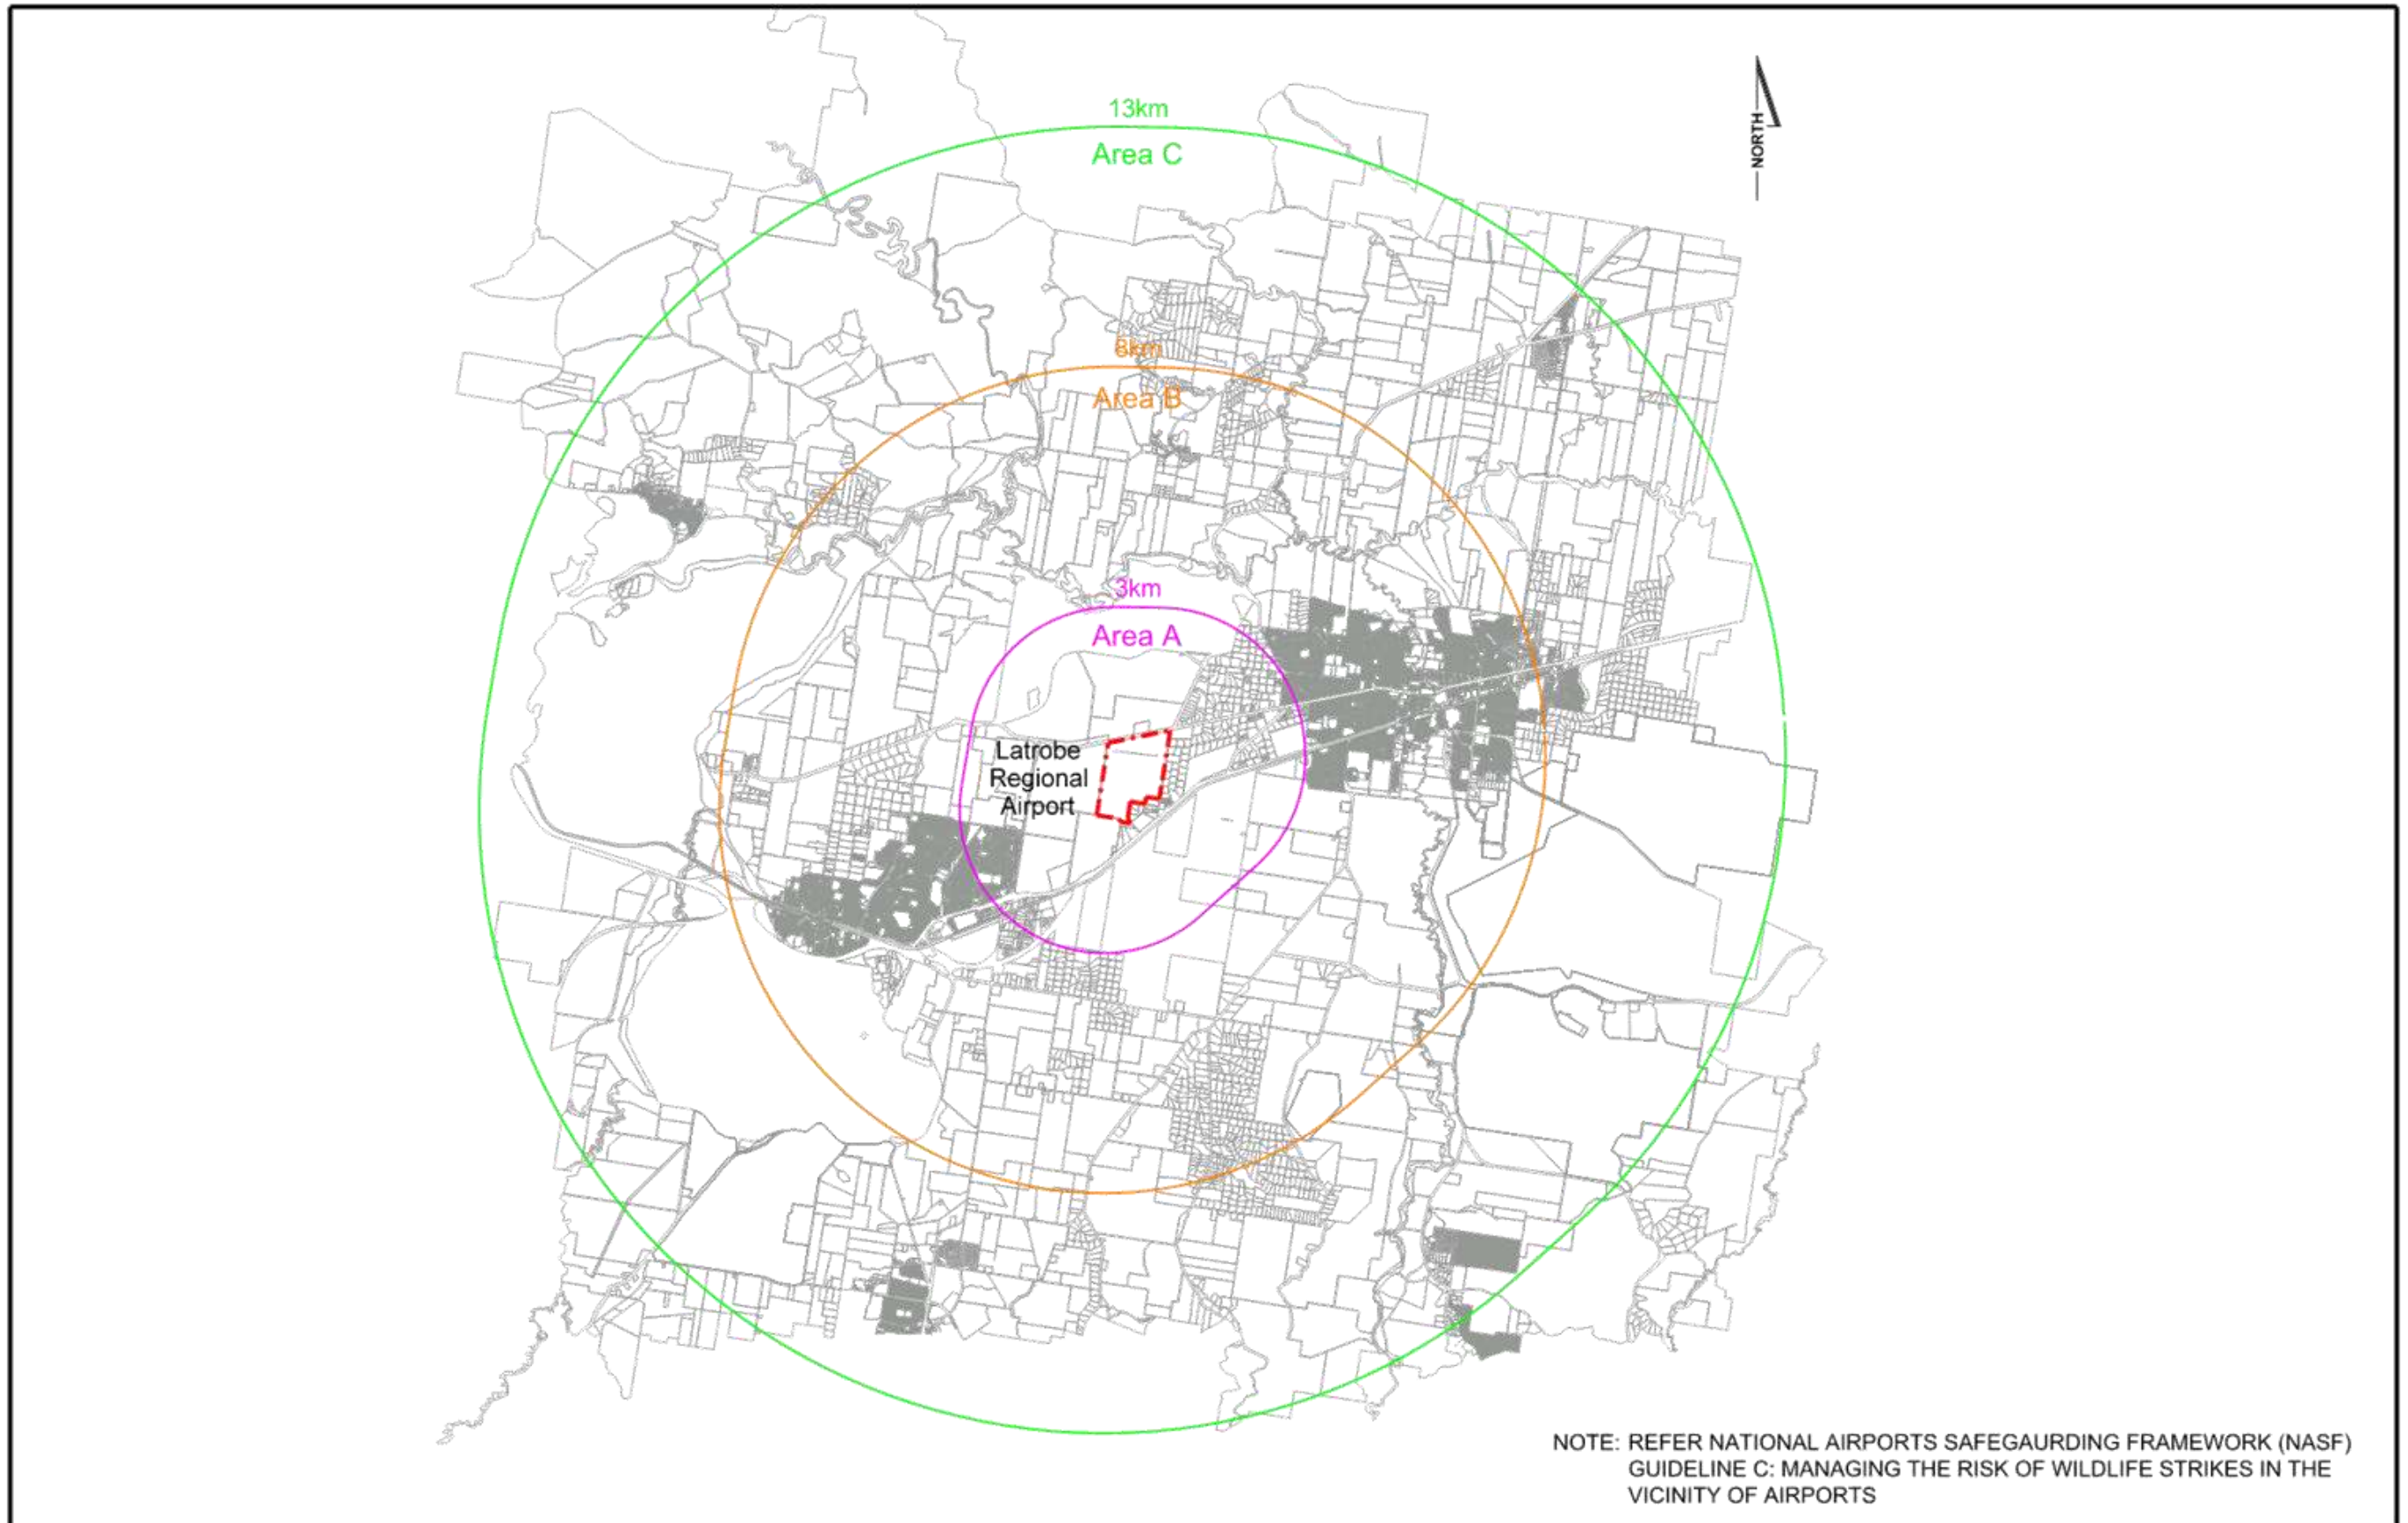 13km
Area C
NORTH
8km
Area B
3km
Area A
Latrobe
Regional
Airport
NOTE: REFER NATIONAL AIRPORTS SAFEGAURDING FRAMEWORK (NASF)
GUIDELINE C: MANAGING THE RISK OF WILDLIFE STRIKES IN THE
VICINITY OF AIRPORTS